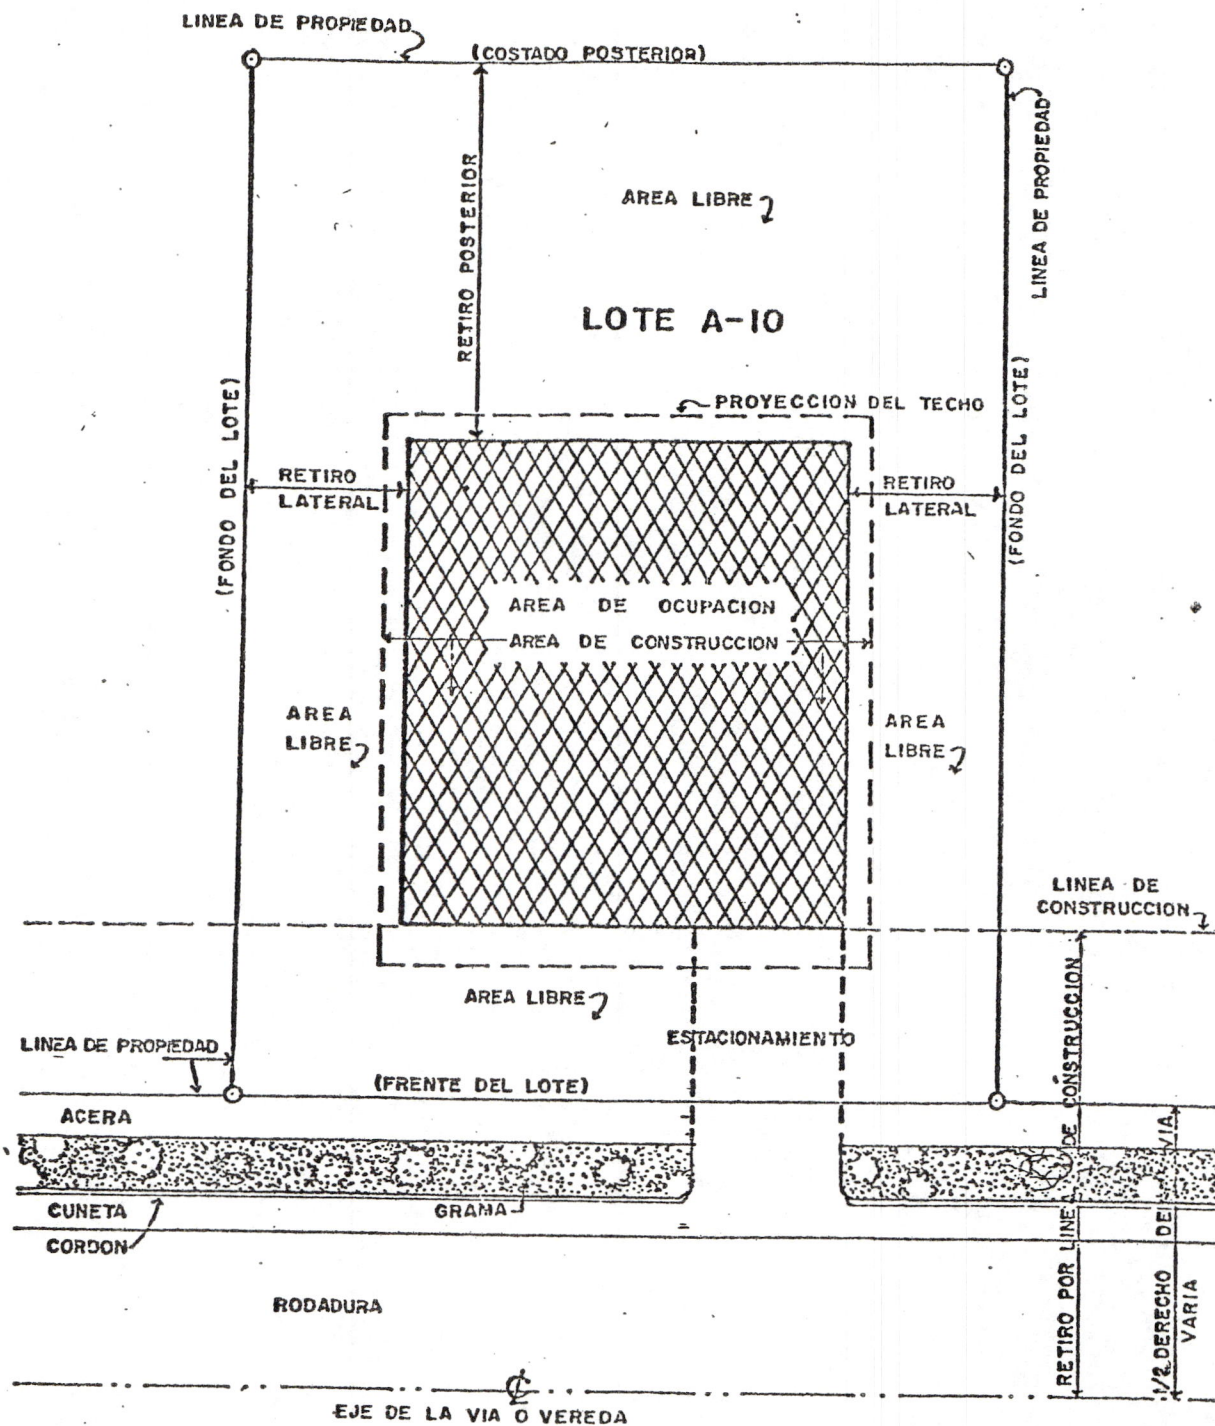 LINEA DE PROPIEDAD
(COSTADO POSTERIOR)
LINEA DE PROPIEDAD
RETIRO POSTERIOR
AREA LIBRE
LOTE A-10
PROYECCION DEL TECHO
(FONDO DEL LOTE)
(FONDO DEL LOTE)
RETIRO
LATERAL
RETIRO
LATERAL
AREA DE OCUPACION
AREA DE CONSTRUCCION
AREA
LIBRE
AREA
LIBRE
LINEA DE
CONSTRUCCION
AREA LIBRE
ESTACIONAMIENTO
LINEA DE PROPIEDAD
(FRENTE DEL LOTE)
ACERA
CUNETA
GRAMA
CORDON
RODADURA
RETIRO POR LINEA DE CONSTRUCCION
1/2 DERECHO DE VIA
VARIA
EJE DE LA VIA O VEREDA